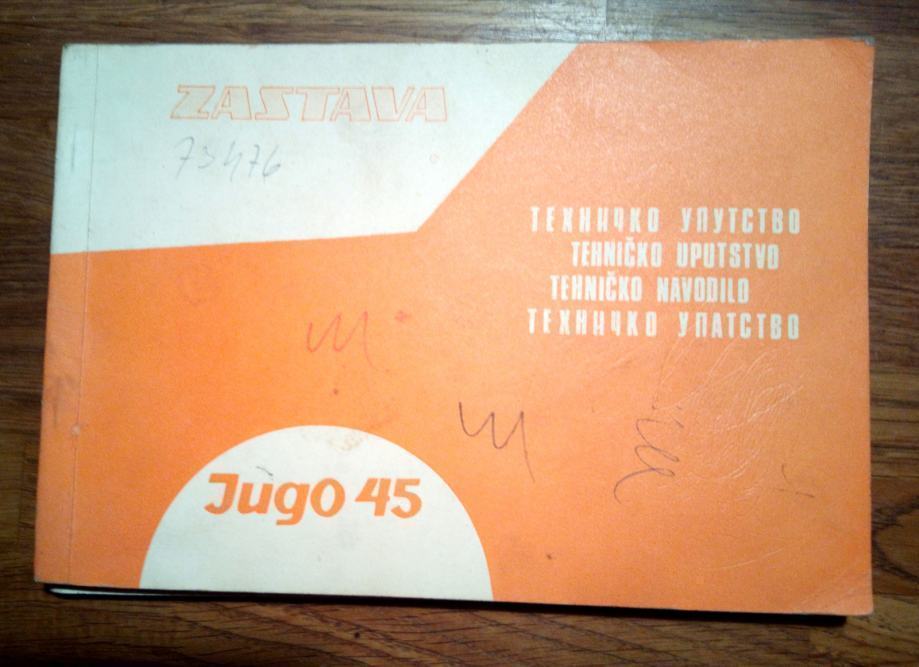 ZASTAVA
73476
ТЕХНИЧКО УПУТСТВО
TEHNIČKO UPUTSTVO
TEHNIČKO NAVODILO
ТЕХНИЧКО УПАТСТВО
Jugo 45